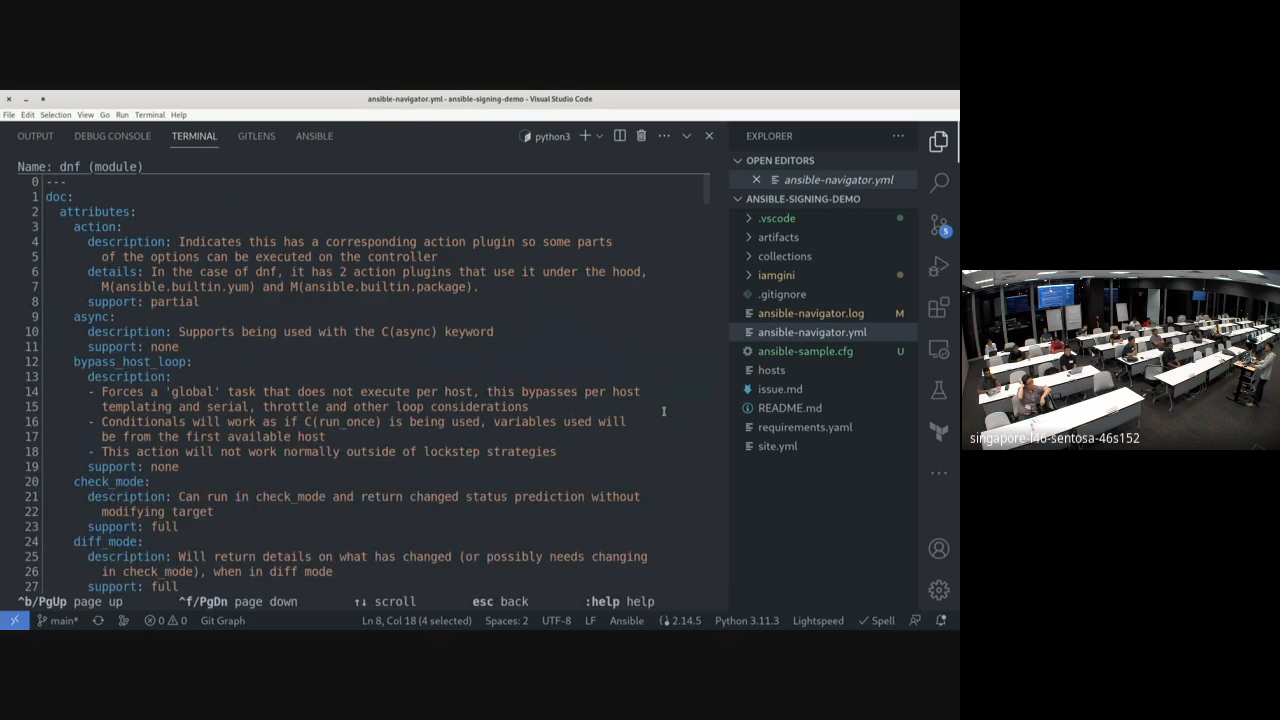 ansible-navigator.yml - ansible-signing-demo - Visual Studio Code
File Edit Selection View Go Run Terminal Help
OUTPUT DEBUG CONSOLE TERMINAL GITLENS ANSIBLE
python3
Name: dnf (module)
0 ---
1 doc:
2 attributes:
3 action:
4 description: Indicates this has a corresponding action plugin so some parts
5 of the options can be executed on the controller
6 details: In the case of dnf, it has 2 action plugins that use it under the hood,
7 M(ansible.builtin.yum) and M(ansible.builtin.package).
8 support: partial
9 async:
10 description: Supports being used with the C(async) keyword
11 support: none
12 bypass_host_loop:
13 description:
14 - Forces a 'global' task that does not execute per host, this bypasses per host
15 templating and serial, throttle and other loop considerations
16 - Conditionals will work as if C(run_once) is being used, variables used will
17 be from the first available host
18 - This action will not work normally outside of lockstep strategies
19 support: none
20 check_mode:
21 description: Can run in check_mode and return changed status prediction without
22 modifying target
23 support: full
24 diff_mode:
25 description: Will return details on what has changed (or possibly needs changing
26 in check_mode), when in diff mode
27 support: full
^b/PgUp page up ^f/PgDn page down ↑↓ scroll esc back :help help
EXPLORER
OPEN EDITORS
ansible-navigator.yml
ANSIBLE-SIGNING-DEMO
.vscode
artifacts
collections
iamgini
.gitignore
ansible-navigator.log M
ansible-navigator.yml
ansible-sample.cfg U
hosts
issue.md
README.md
requirements.yaml
site.yml
5
main* 0 0 Git Graph Ln 8, Col 18 (4 selected) Spaces: 2 UTF-8 LF Ansible 2.14.5 Python 3.11.3 Lightspeed Spell
singapore-l46-sentosa-46s152